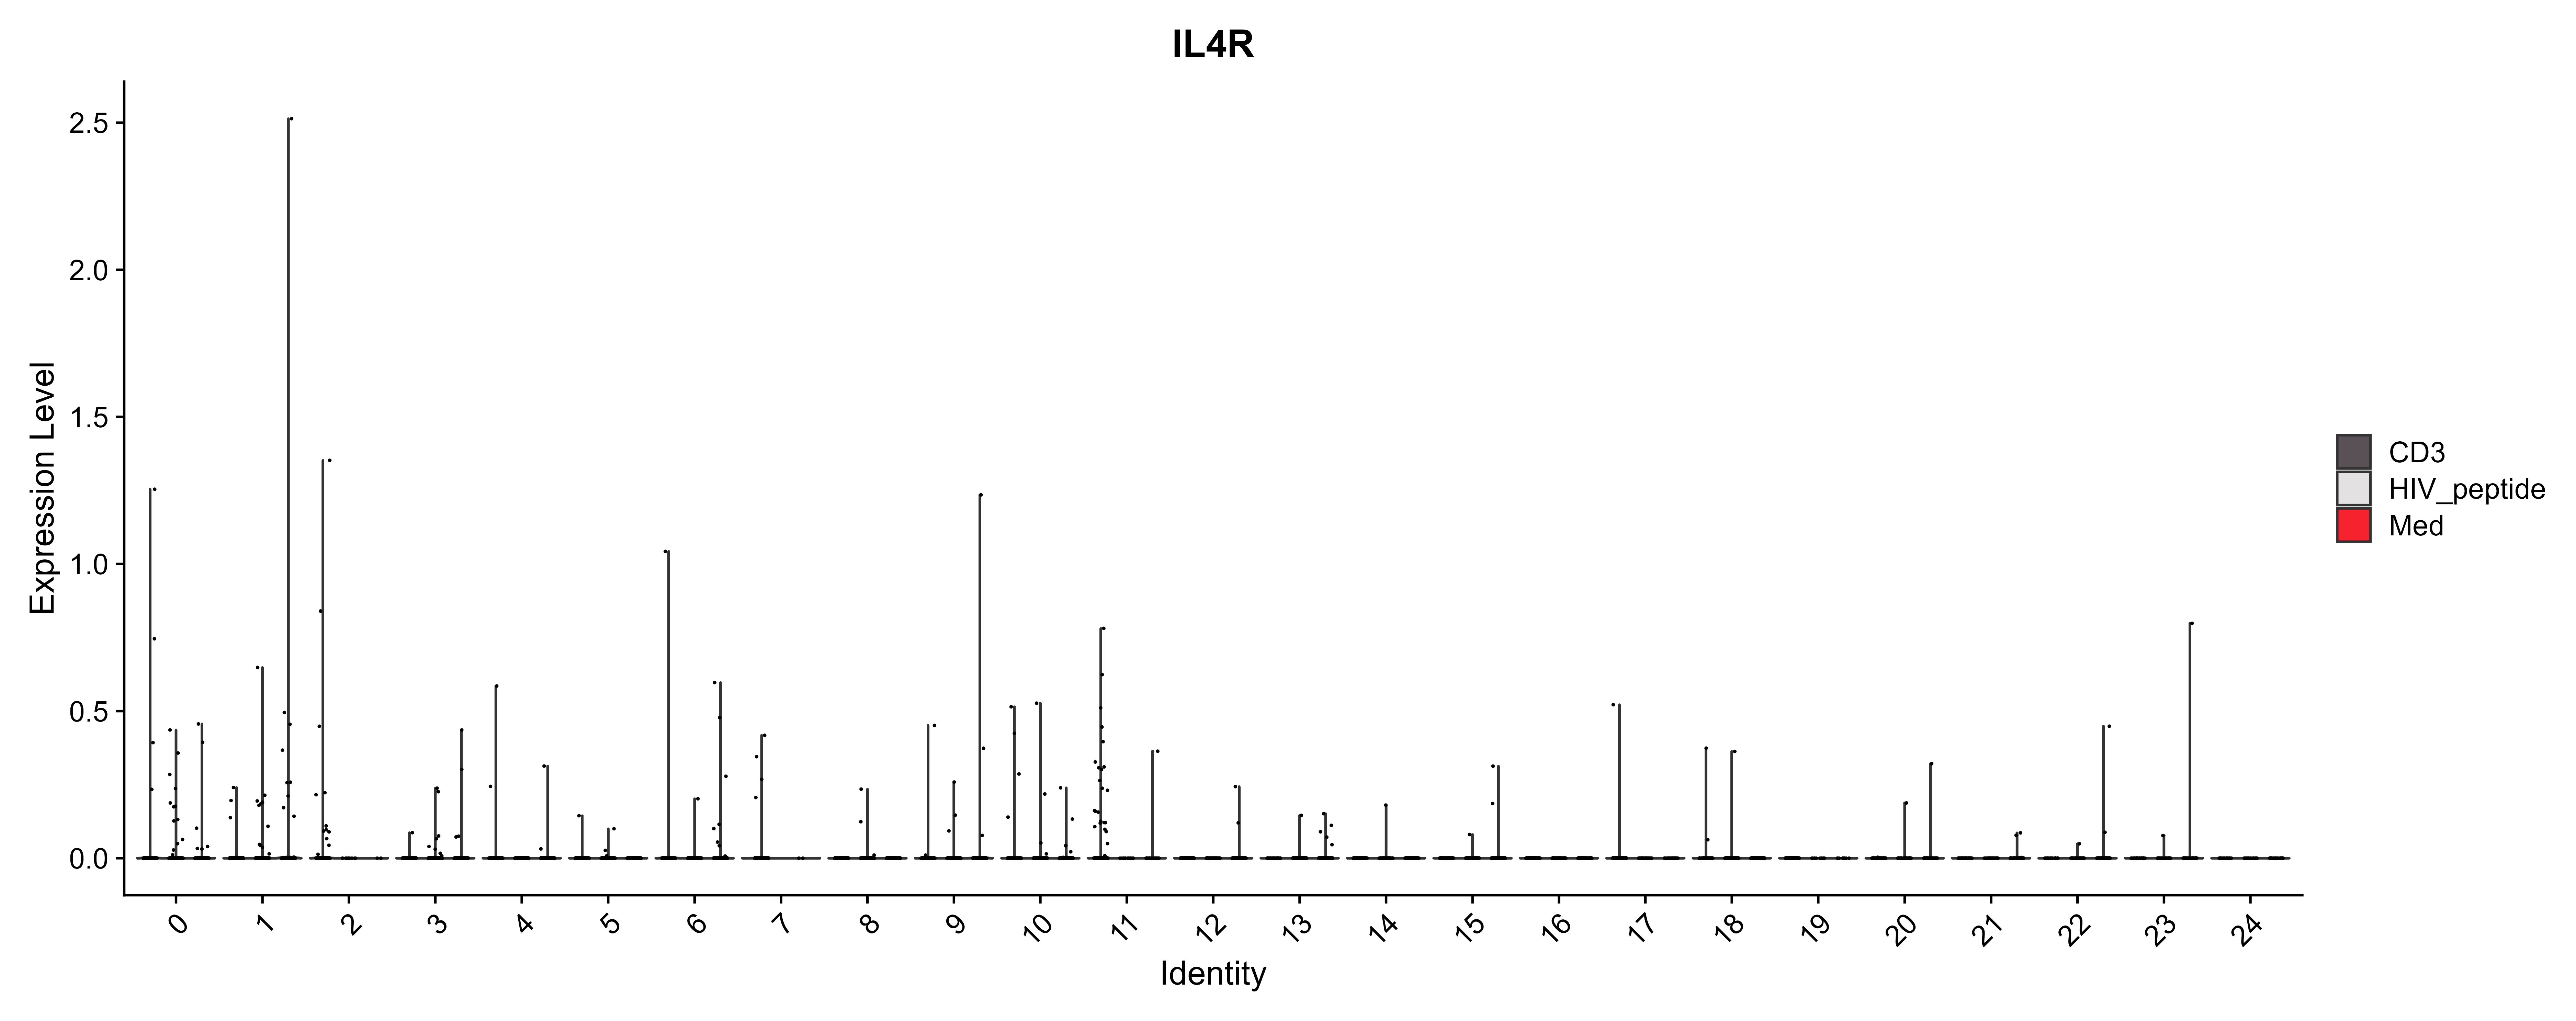 IL4R
Expression Level
2.5
2.0
1.5
1.0
0.5
0.0
0 1 2 3 4 5 6 7 8 9 10 11 12 13 14 15 16 17 18 19 20 21 22 23 24
Identity
CD3
HIV_peptide
Med